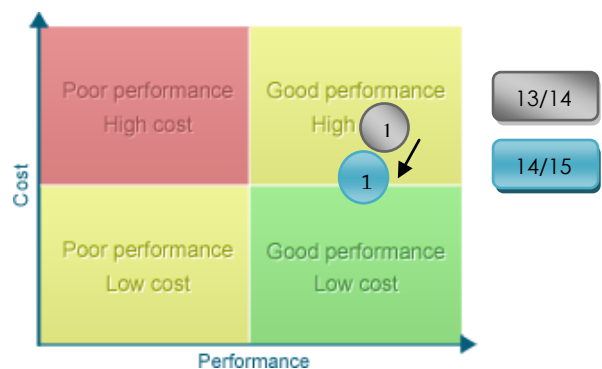 Poor performance
High cost
Good performance
High
1
13/14
1
14/15
Cost
Poor performance
Low cost
Good performance
Low cost
Performance